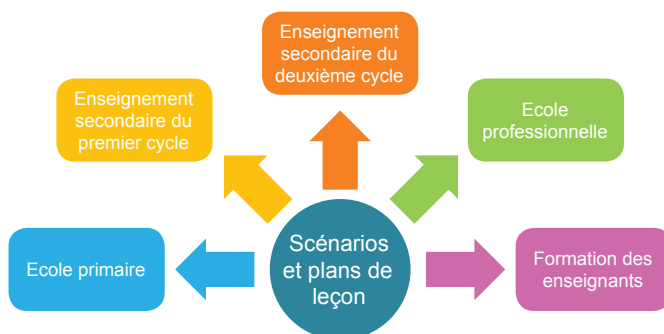 Enseignement
secondaire du
deuxième cycle
Enseignement
secondaire du
premier cycle
Ecole
professionnelle
Ecole primaire
Scénarios
et plans de
leçon
Formation des
enseignants